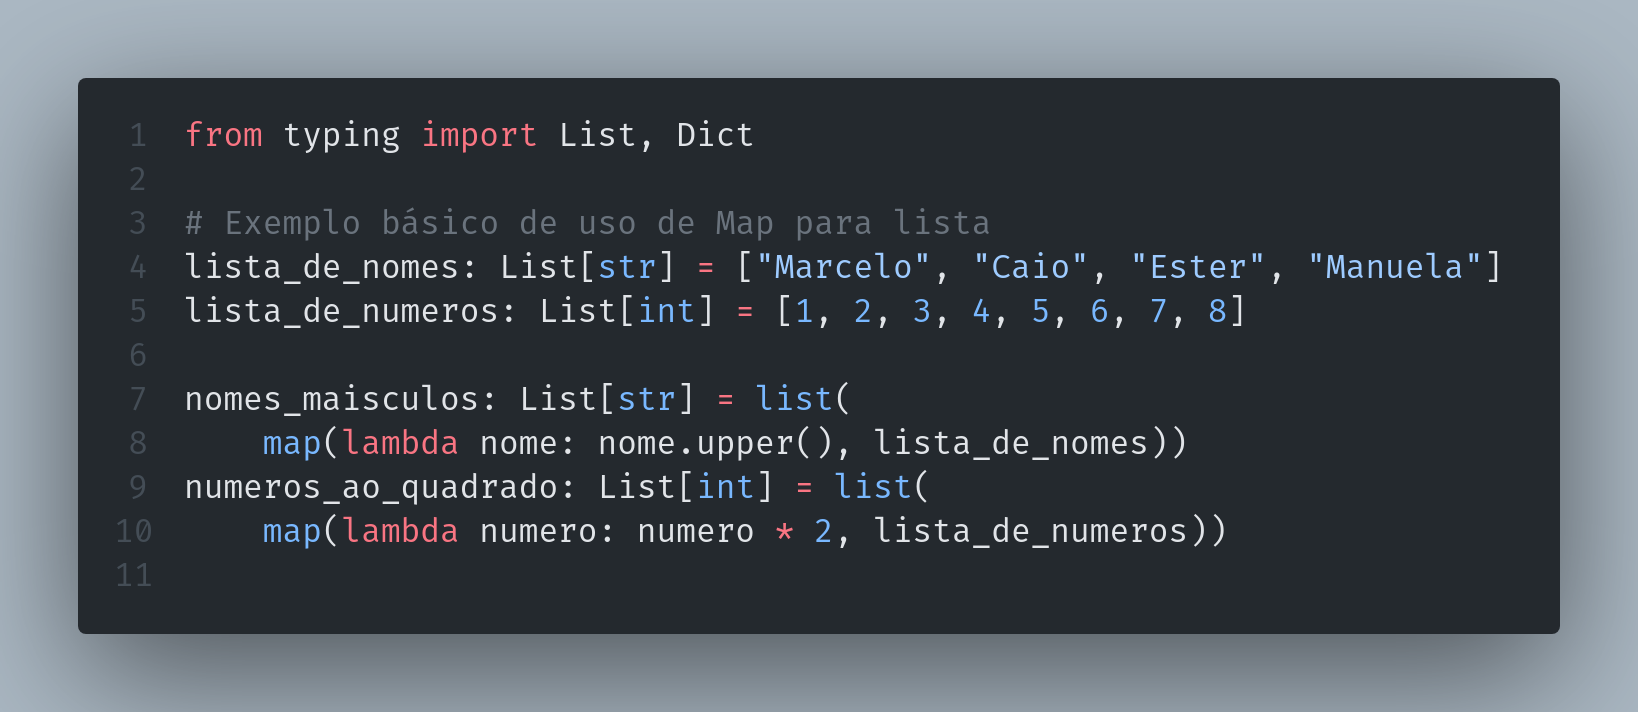 1 from typing import List, Dict
2
3 # Exemplo básico de uso de Map para lista
4 lista_de_nomes: List[str] = ["Marcelo", "Caio", "Ester", "Manuela"]
5 lista_de_numeros: List[int] = [1, 2, 3, 4, 5, 6, 7, 8]
6
7 nomes_maisculos: List[str] = list(
8     map(lambda nome: nome.upper(), lista_de_nomes))
9 numeros_ao_quadrado: List[int] = list(
10     map(lambda numero: numero * 2, lista_de_numeros))
11